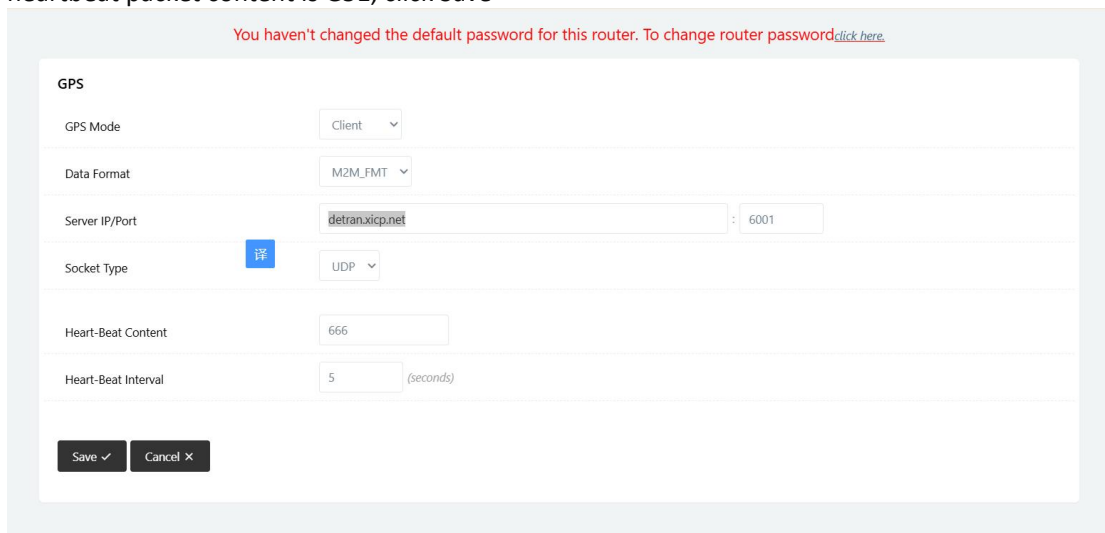 You haven't changed the default password for this router. To change router password click here.
GPS
GPS Mode Client
Data Format M2M_FMT
Server IP/Port detran.xicp.net : 6001
译
Socket Type UDP
Heart-Beat Content 666
Heart-Beat Interval 5 (seconds)
Save ✓ Cancel ×